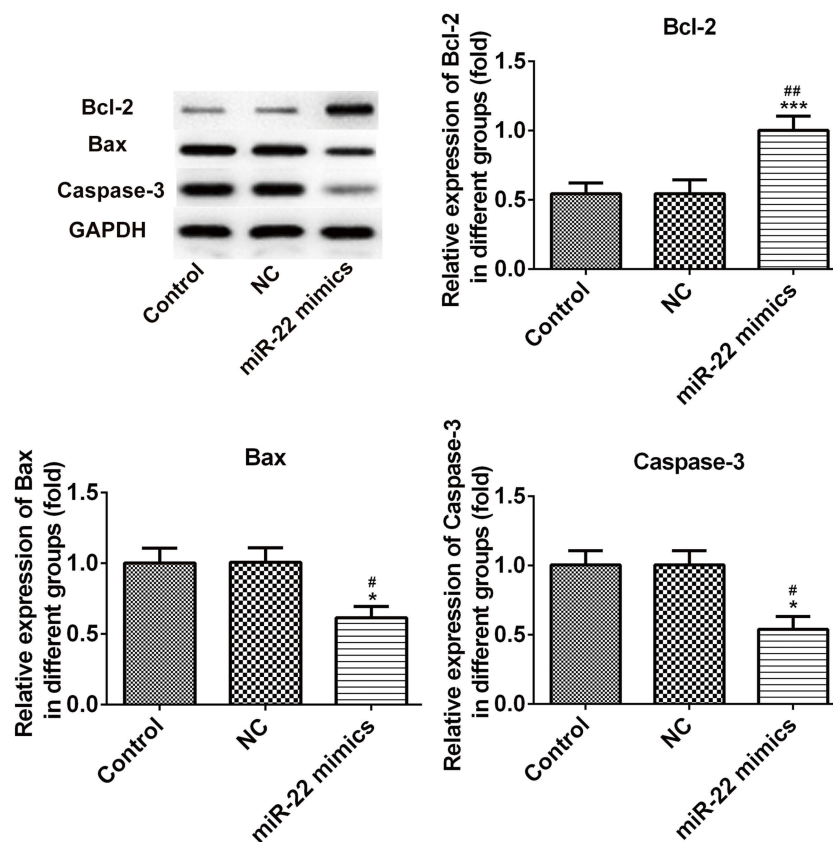 Bcl-2
Bax
Caspase-3
GAPDH
Control
NC
miR-22 mimics
Bcl-2
Relative expression of Bcl-2
in different groups (fold)
1.5
1.0
0.5
0.0
##
***
Control
NC
miR-22 mimics
Bax
Relative expression of Bax
in different groups (fold)
1.5
1.0
0.5
0.0
#
*
Control
NC
miR-22 mimics
Caspase-3
Relative expression of Caspase-3
in different groups (fold)
1.5
1.0
0.5
0.0
#
*
Control
NC
miR-22 mimics